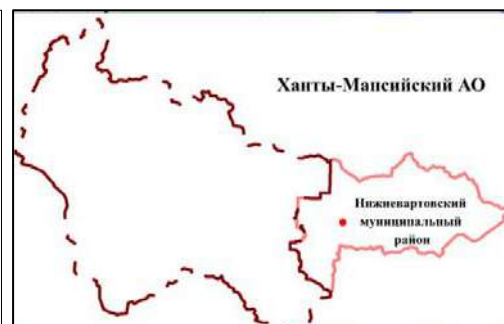 Ханты-Мансийский АО
Нижневартовский
муниципальный
район